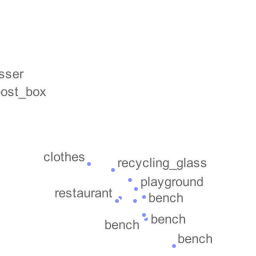 sser
ost_box
clothes
recycling_glass
playground
restaurant
bench
bench
bench
bench